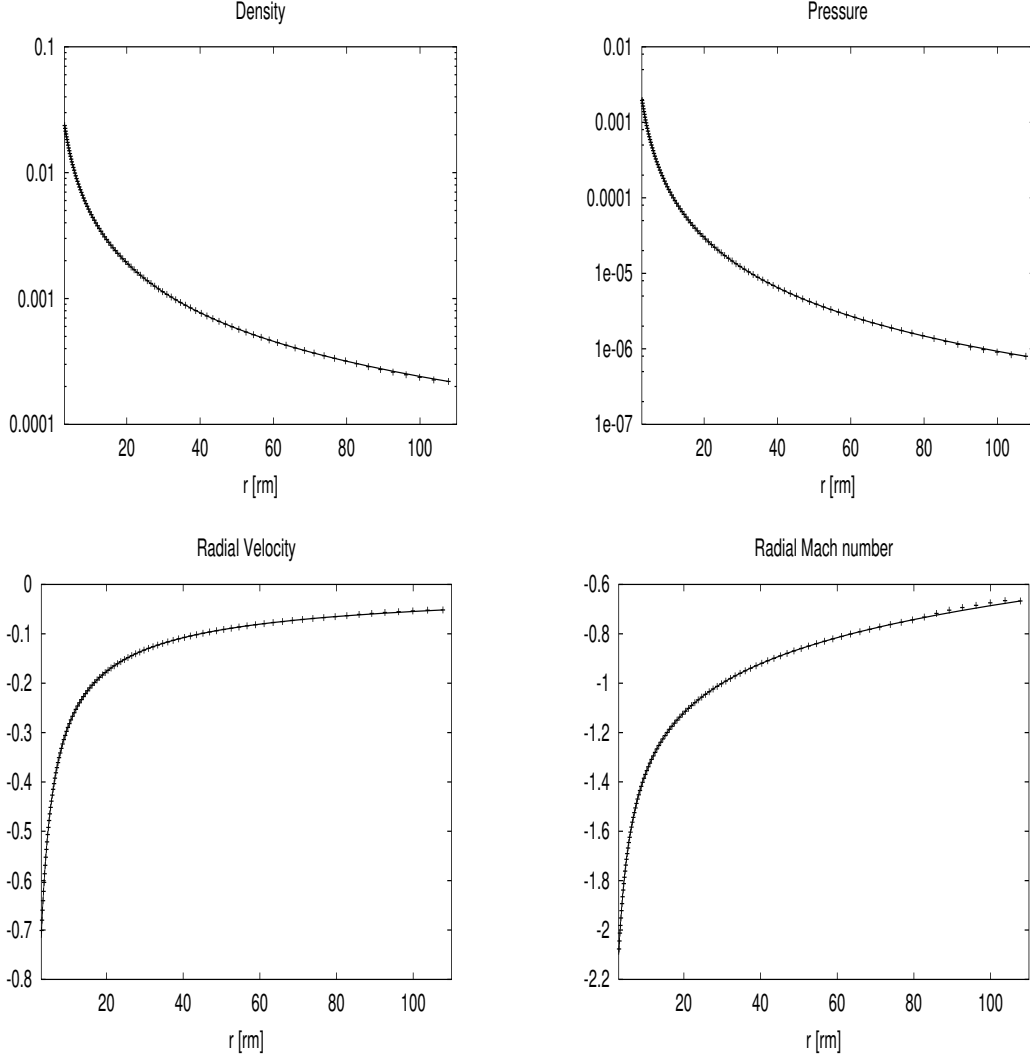 Density
0.1
0.01
0.001
0.0001
20 40 60 80 100
r [rm]
Pressure
0.01
0.001
0.0001
1e-05
1e-06
1e-07
20 40 60 80 100
r [rm]
Radial Velocity
0
-0.1
-0.2
-0.3
-0.4
-0.5
-0.6
-0.7
-0.8
20 40 60 80 100
r [rm]
Radial Mach number
-0.6
-0.8
-1
-1.2
-1.4
-1.6
-1.8
-2
-2.2
20 40 60 80 100
r [rm]